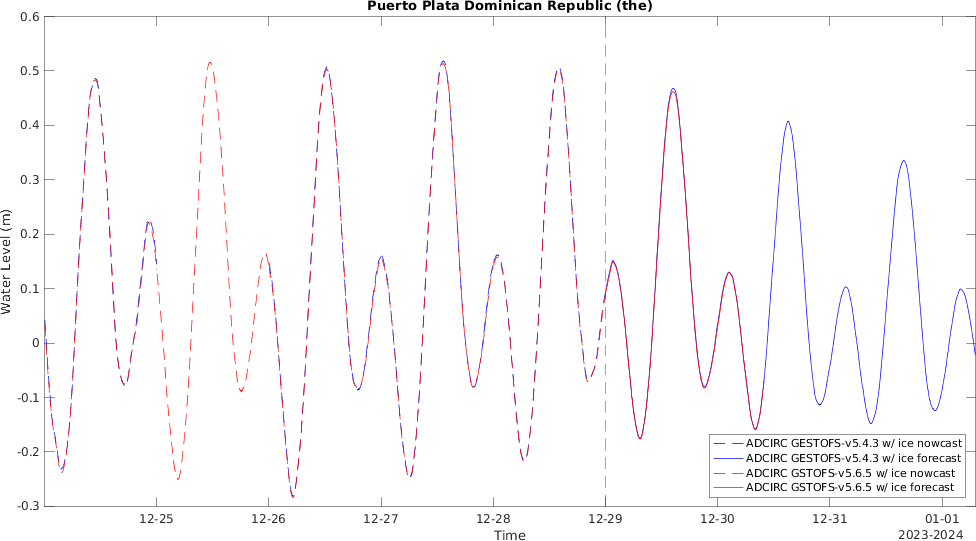 Puerto Plata Dominican Republic (the)
0.6
0.5
0.4
0.3
0.2
0.1
0
-0.1
-0.2
-0.3
Water Level (m)
ADCIRC GESTOFS-v5.4.3 w/ ice nowcast
ADCIRC GESTOFS-v5.4.3 w/ ice forecast
ADCIRC GSTOFS-v5.6.5 w/ ice nowcast
ADCIRC GSTOFS-v5.6.5 w/ ice forecast
12-25 12-26 12-27 12-28 12-29 12-30 12-31 01-01
Time
2023-2024